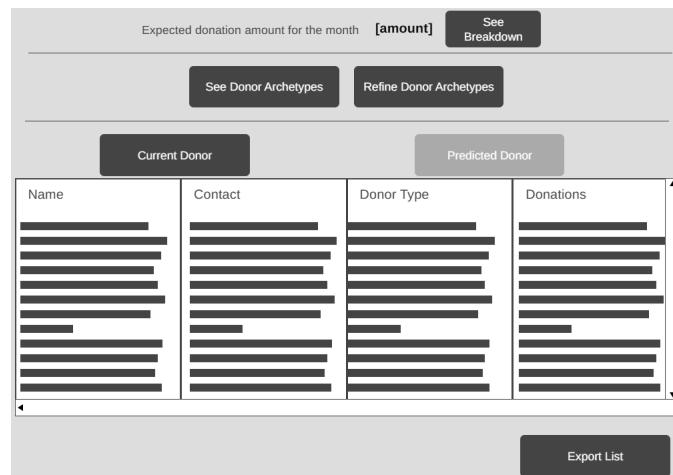 Expected donation amount for the month [amount] See
Breakdown
See Donor Archetypes Refine Donor Archetypes
Current Donor Predicted Donor
Name Contact Donor Type Donations
Export List